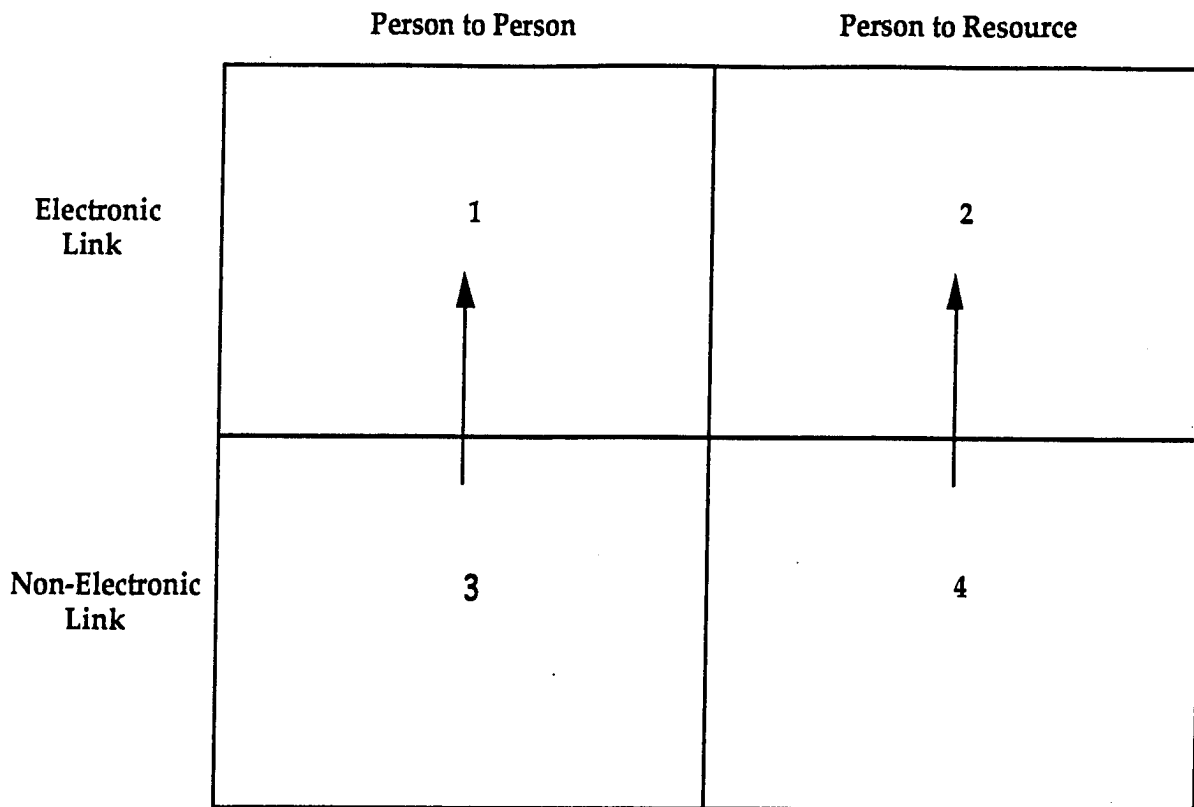 Person to Person
Person to Resource
Electronic
Link
1
2
Non-Electronic
Link
3
4